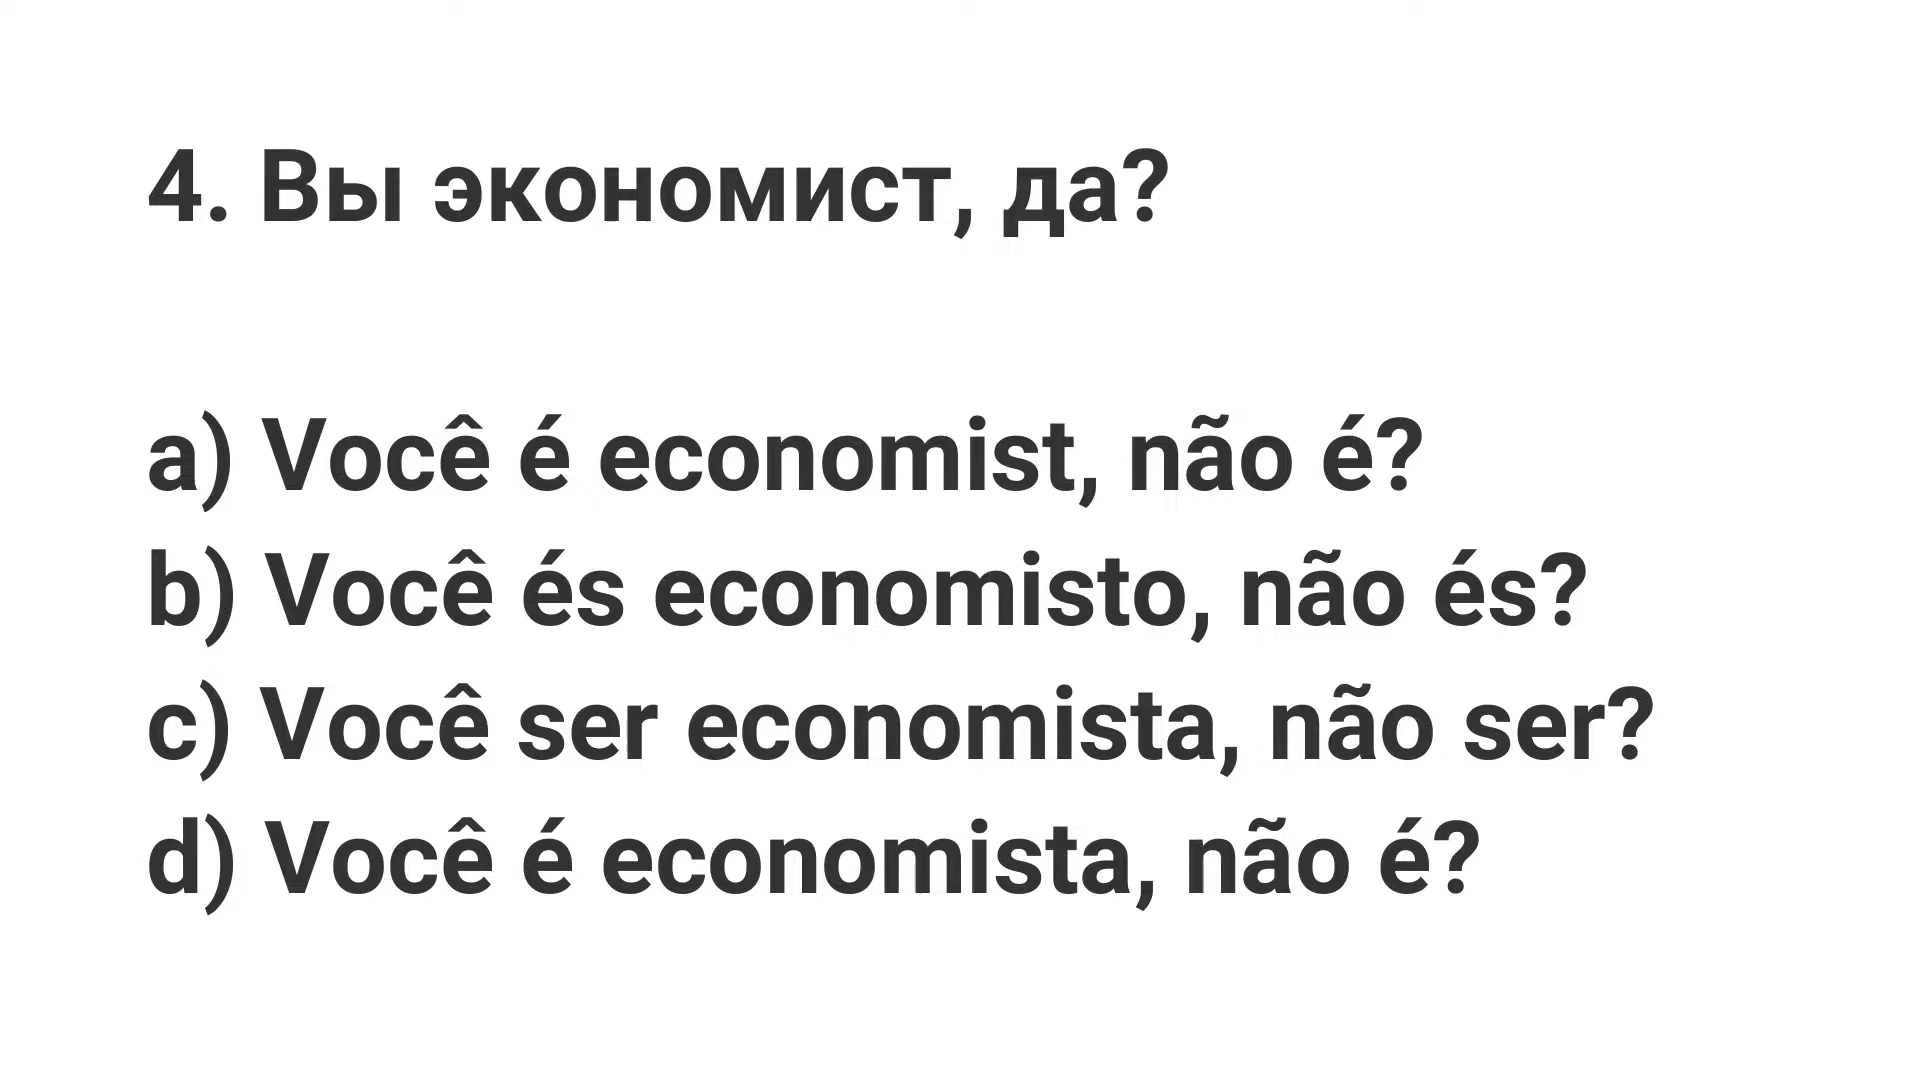 4. Вы экономист, да?
a) Você é economist, não é?
b) Você és economisto, não és?
c) Você ser economista, não ser?
d) Você é economista, não é?